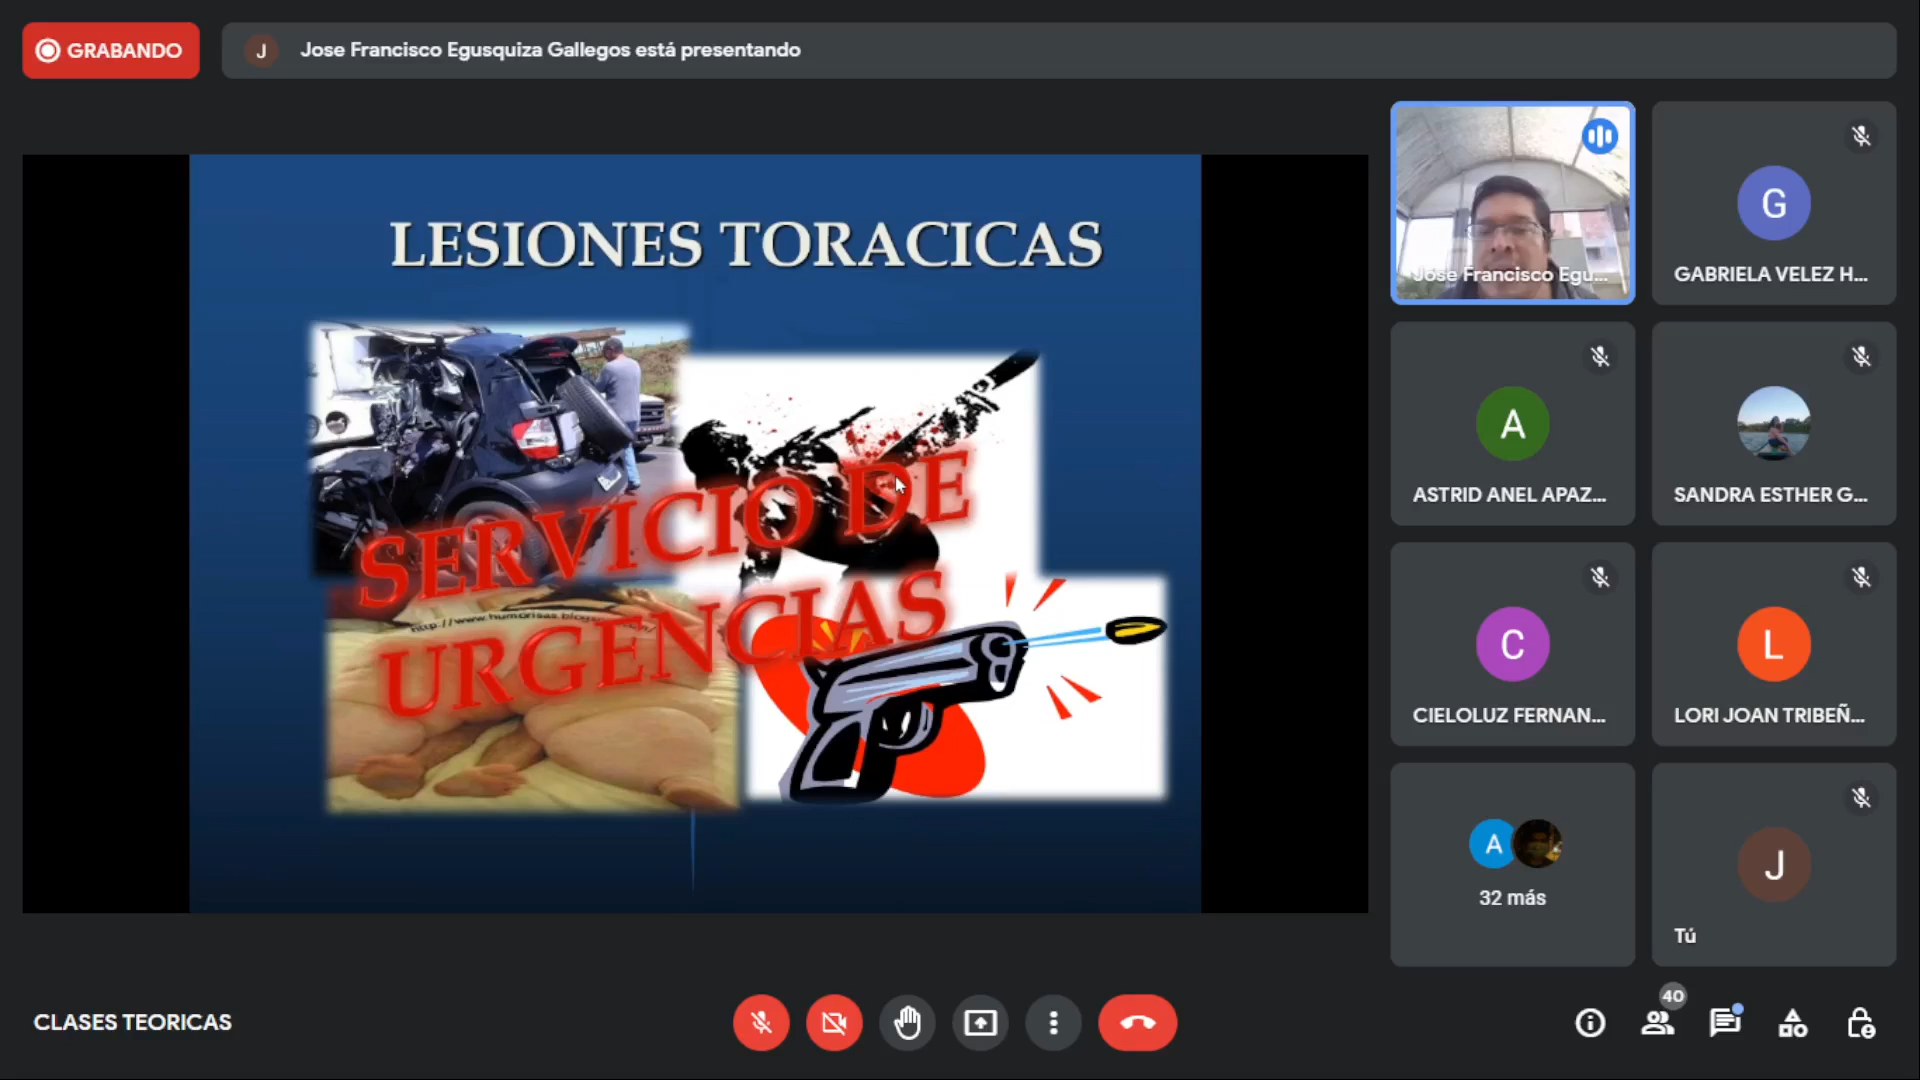 GRABANDO
J
Jose Francisco Egusquiza Gallegos está presentando
LESIONES TORACICAS
SERVICIO DE
URGENCIAS
Jose Francisco Egu...
G
GABRIELA VELEZ H...
A
ASTRID ANEL APAZ...
SANDRA ESTHER G...
C
CIELOLUZ FERNAN...
L
LORI JOAN TRIBEÑ...
A
32 más
J
Tú
CLASES TEORICAS
40